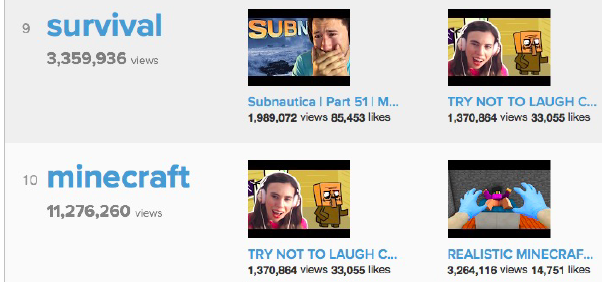 9 survival
3,359,936 views
SUBN
Subnautica | Part 51 | M...
1,989,072 views 85,453 likes
TRY NOT TO LAUGH C...
1,370,864 views 33,055 likes
10 minecraft
11,276,260 views
TRY NOT TO LAUGH C...
1,370,864 views 33,055 likes
REALISTIC MINECRAF...
3,264,116 views 14,751 likes